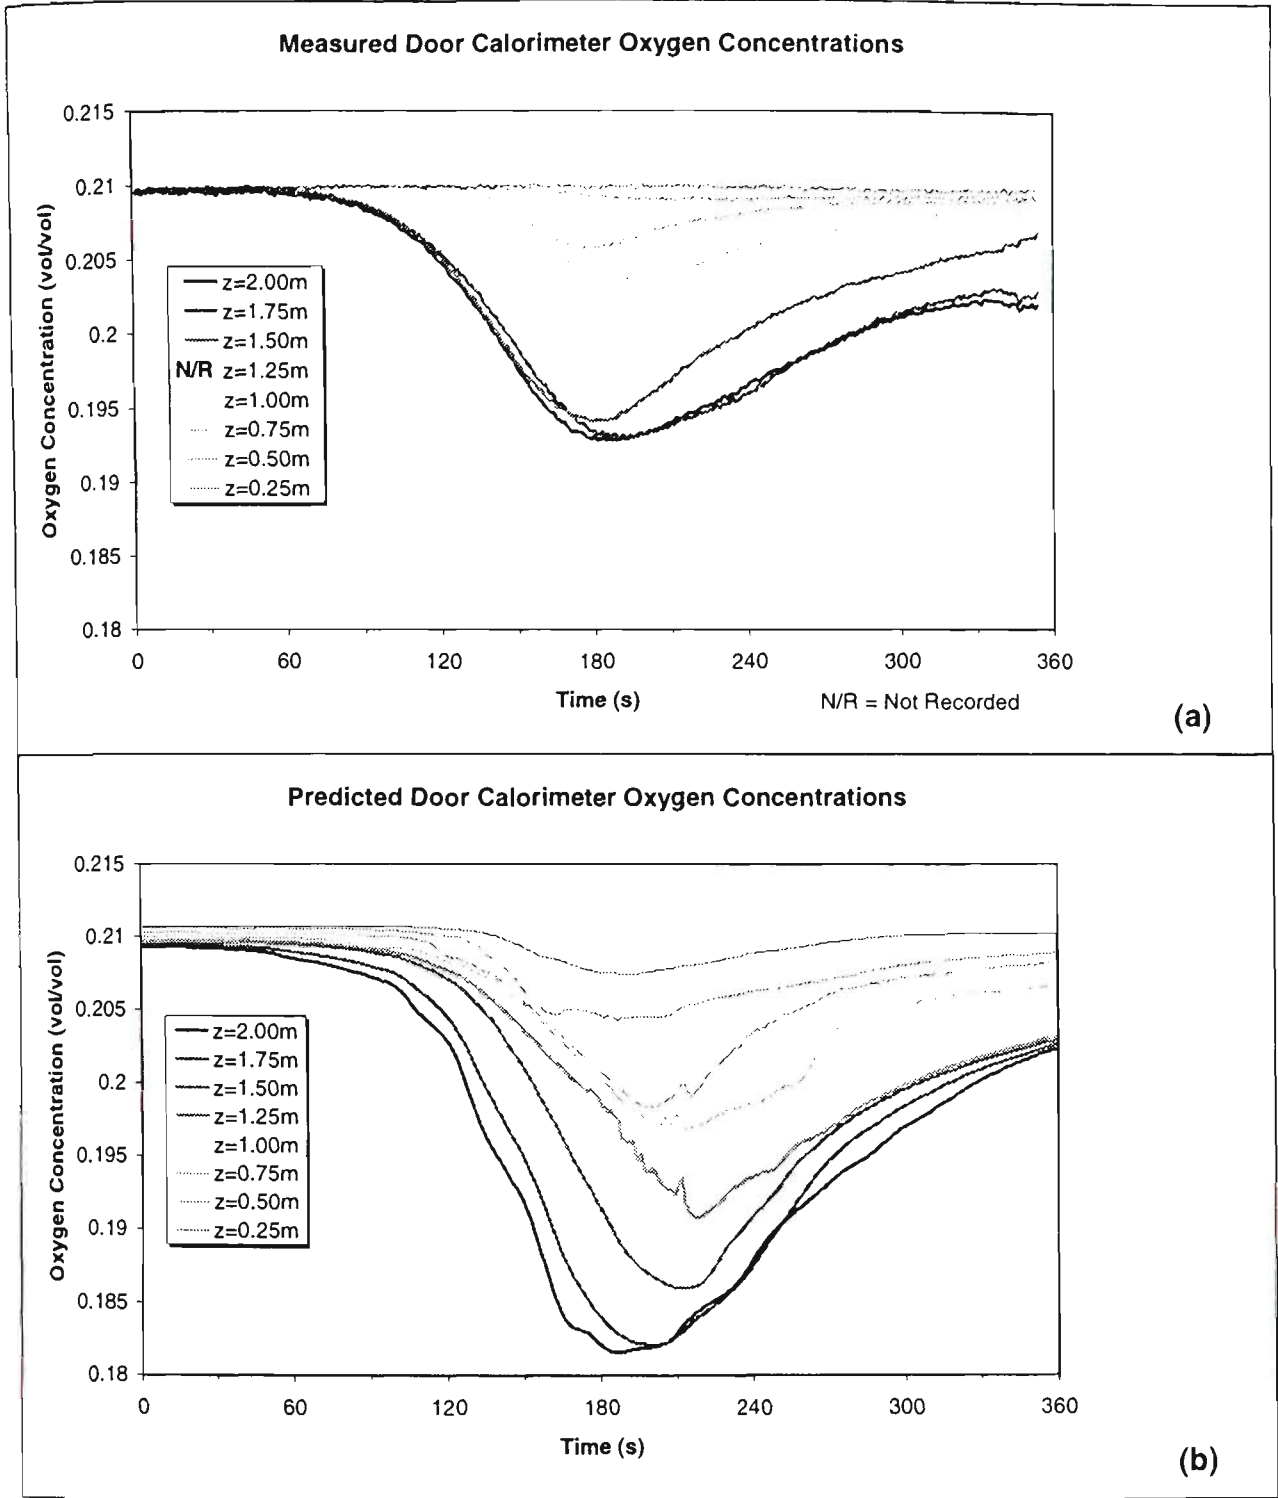 Measured Door Calorimeter Oxygen Concentrations
0.215
0.21
0.205
0.2
0.195
0.19
0.185
0.18
Oxygen Concentration (vol/vol)
z=2.00m
z=1.75m
z=1.50m
N/R z=1.25m
z=1.00m
z=0.75m
z=0.50m
z=0.25m
0 60 120 180 240 300 360
Time (s)
N/R = Not Recorded
(a)
Predicted Door Calorimeter Oxygen Concentrations
0.215
0.21
0.205
0.2
0.195
0.19
0.185
0.18
Oxygen Concentration (vol/vol)
z=2.00m
z=1.75m
z=1.50m
z=1.25m
z=1.00m
z=0.75m
z=0.50m
z=0.25m
0 60 120 180 240 300 360
Time (s)
(b)